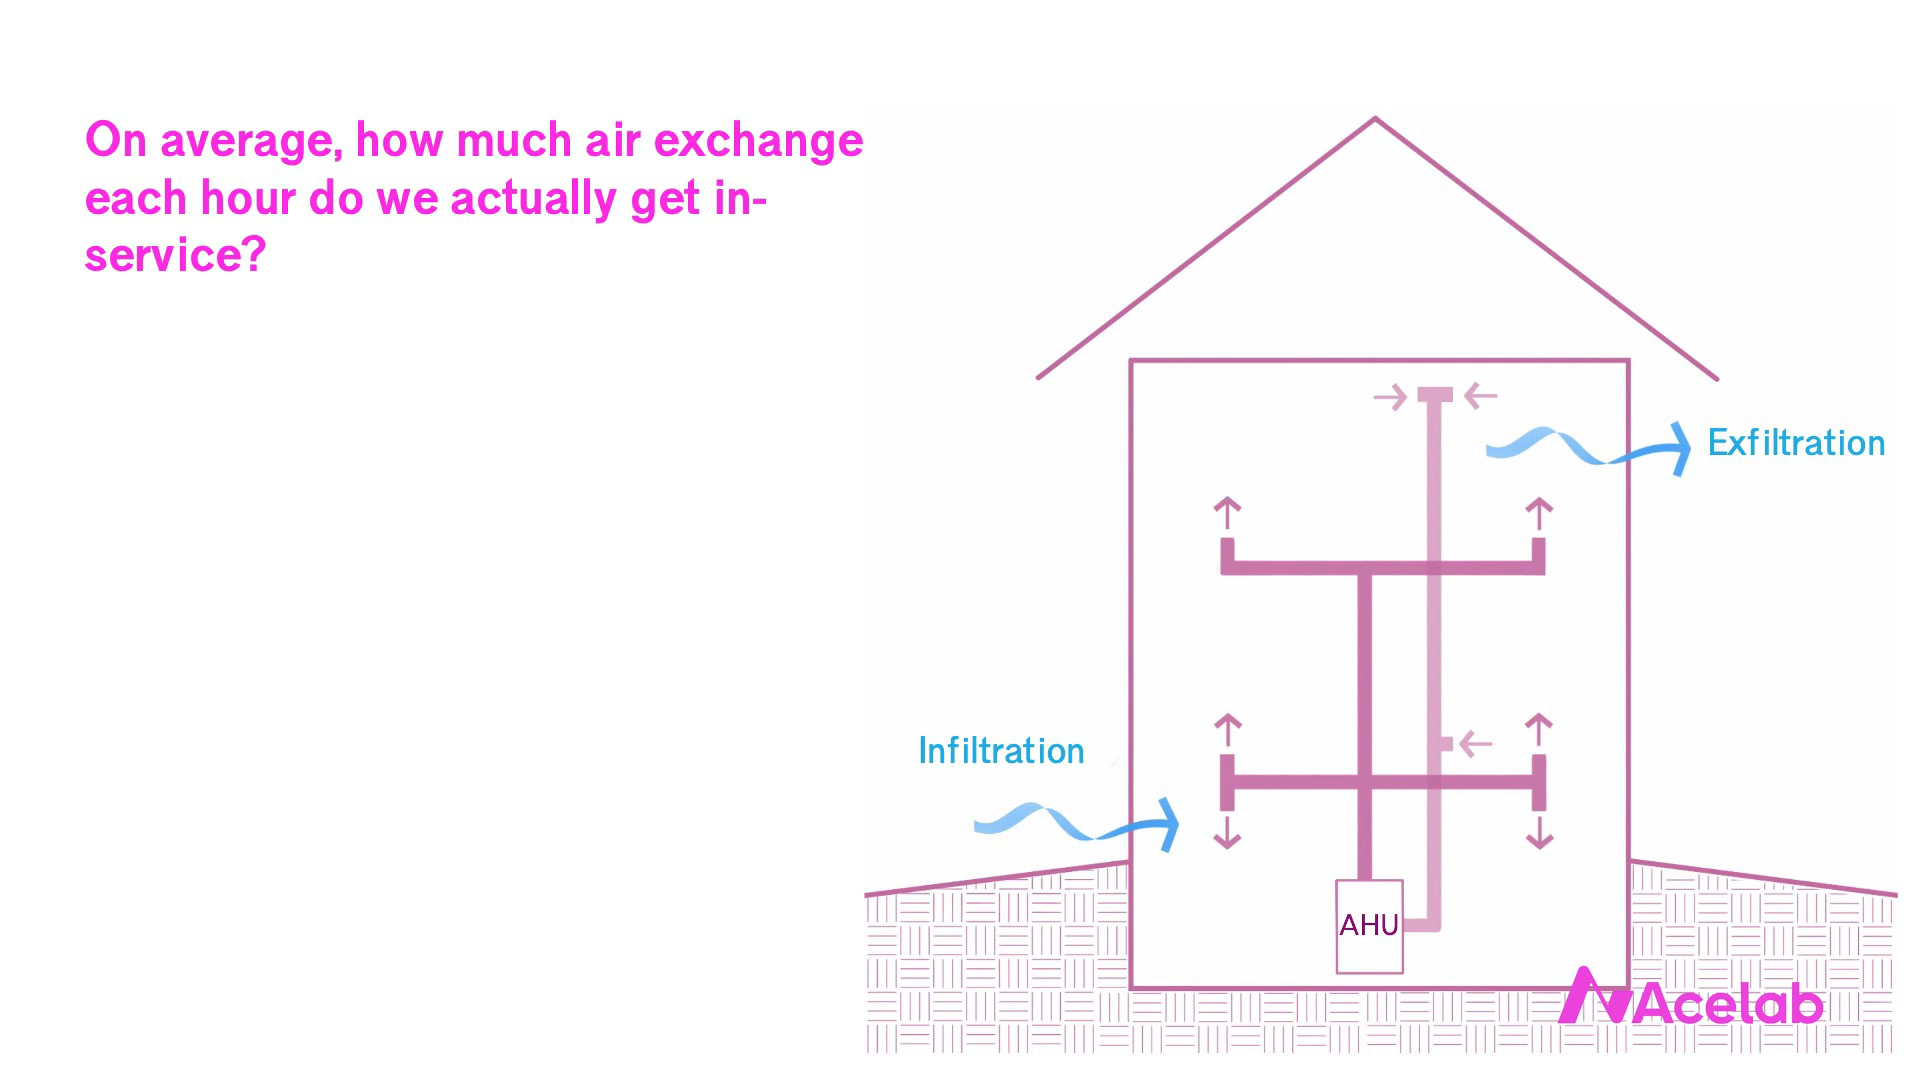 On average, how much air exchange
each hour do we actually get in-
service?
Exfiltration
Infiltration
AHU
Acelab